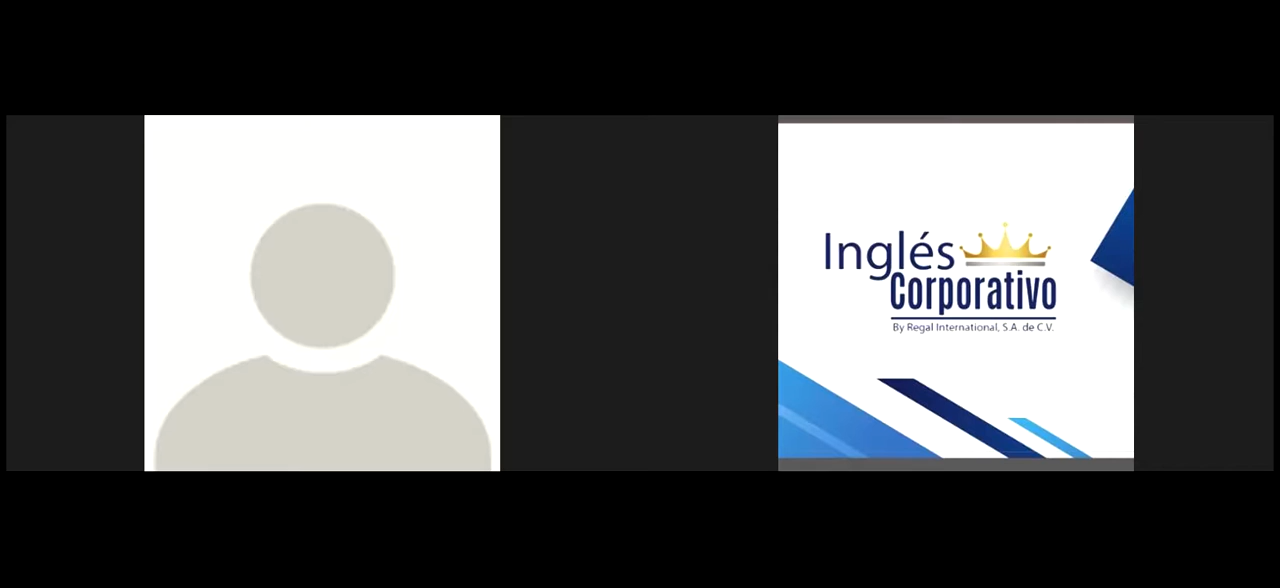 Inglés
Corporativo
By Regal International, S.A. de C.V.